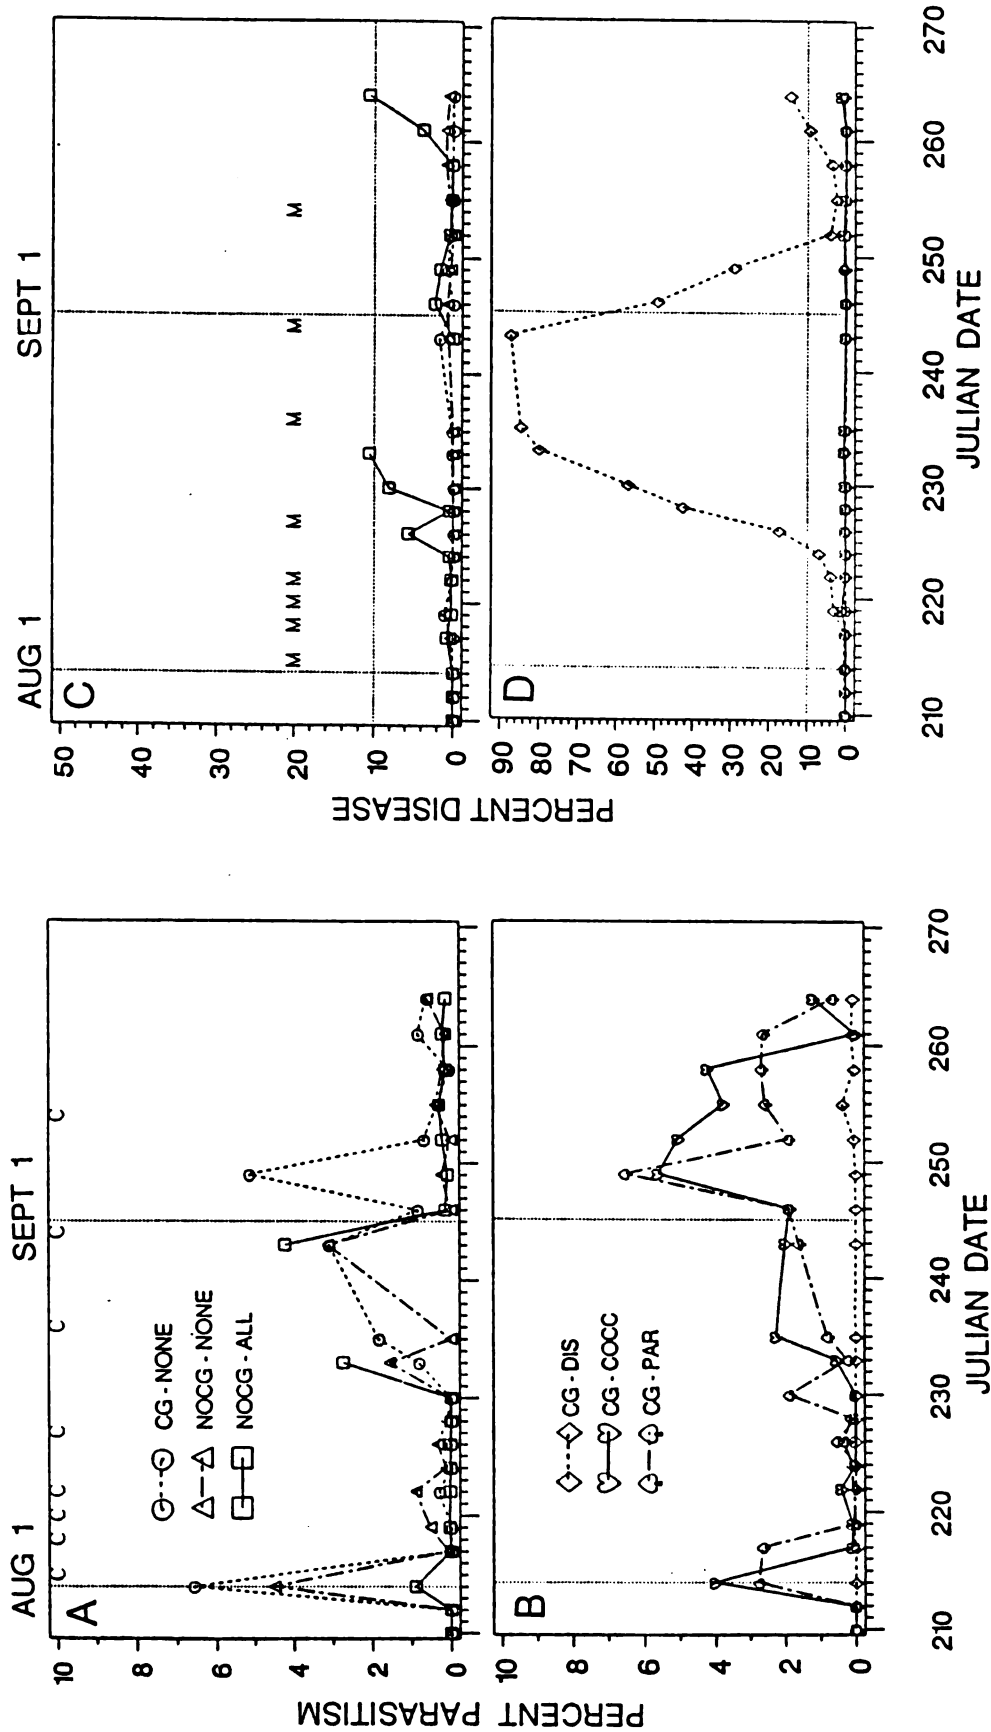 AUG 1
SEPT 1
A
C C C C C C C C
10
8
6
4
2
0
CG - NONE
NOCG - NONE
NOCG - ALL
PERCENT PARASITISM
B
10
8
6
4
2
0
CG - DIS
CG - COCC
CG - PAR
210 220 230 240 250 260 270
JULIAN DATE
AUG 1
SEPT 1
C
50
40
30
20
10
0
M M M M M M M M
PERCENT DISEASE
D
90
80
70
60
50
40
30
20
10
0
210 220 230 240 250 260 270
JULIAN DATE